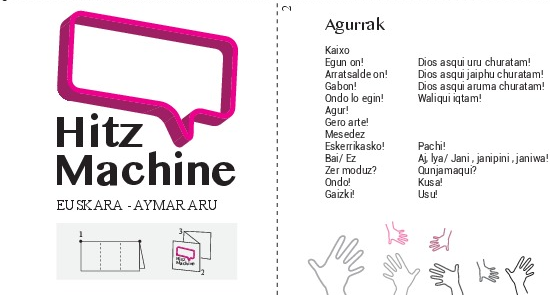 Hitz
Machine
EUSKARA - AYMAR ARU
1
3
2
Hitz
Machine
2
Agurrak
Kaixo
Egun on! Dios asqui uru churatam!
Arratsalde on! Dios asqui jaiphu churatam!
Gabon! Dios asqui aruma churatam!
Ondo lo egin! Waliqui iqtam!
Agur!
Gero arte!
Mesedez
Eskerrikasko! Pachi!
Bai/ Ez Aj, Iya/ Jani , janipini , janiwa!
Zer moduz? Qunjamaqui?
Ondo! Kusa!
Gaizki! Usu!